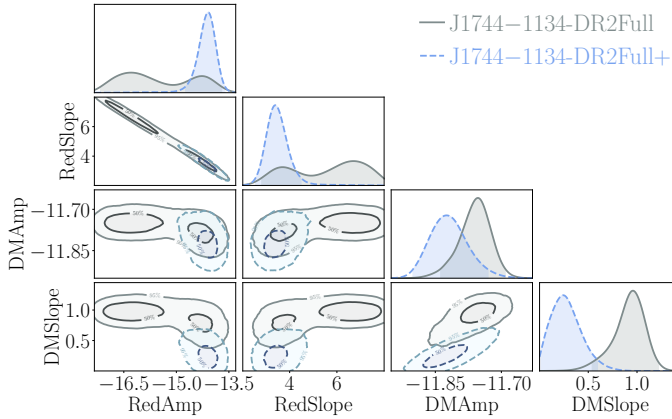 J1744−1134-DR2Full
J1744−1134-DR2Full+
RedSlope
6
4
DMAmp
−11.70
−11.85
DMSlope
1.0
0.5
−16.5 −15.0 −13.5
RedAmp
4 6
RedSlope
−11.85 −11.70
DMAmp
0.5 1.0
DMSlope